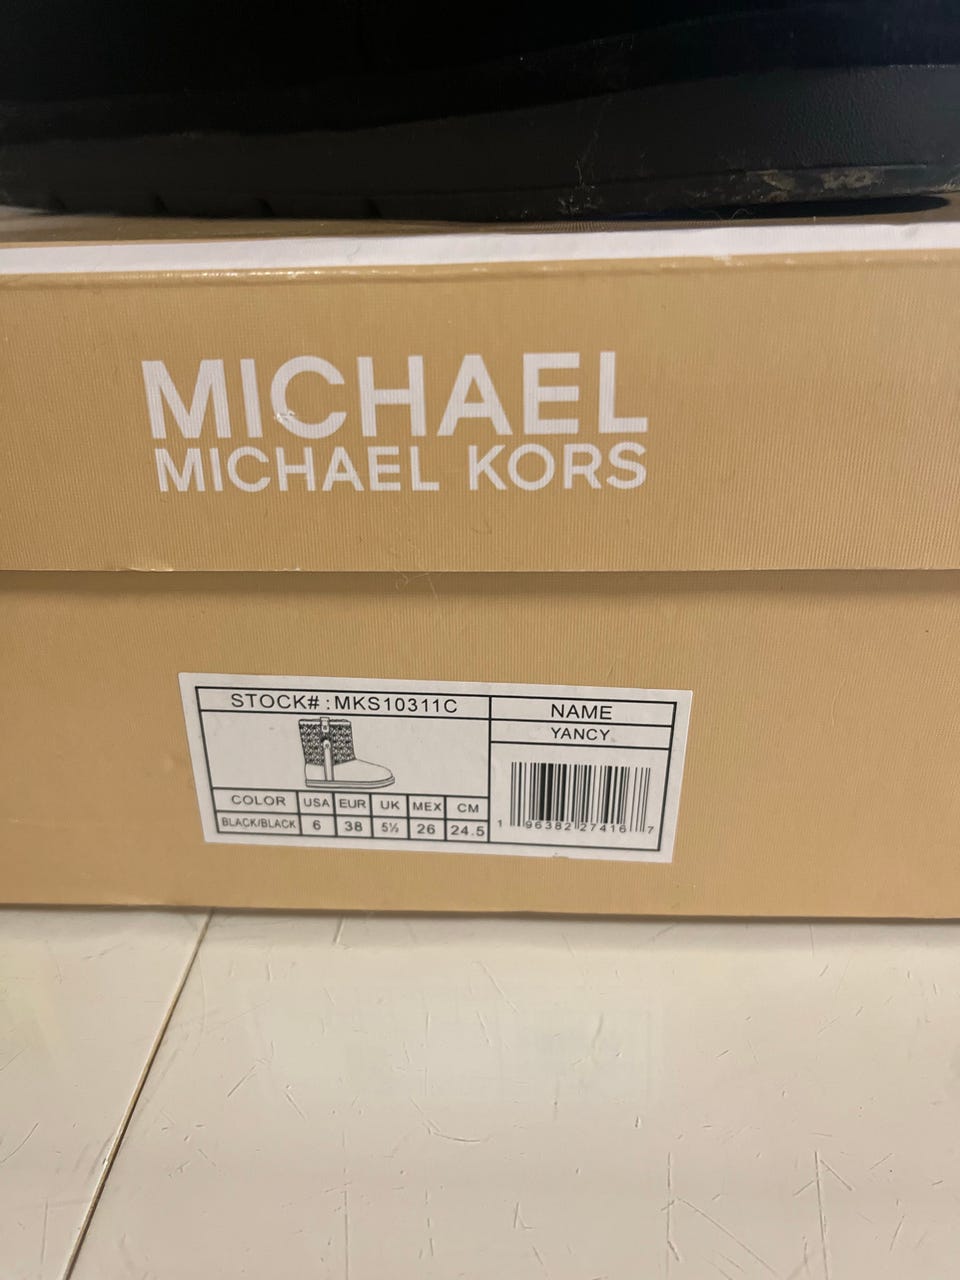 MICHAEL
MICHAEL KORS
STOCK# : MKS10311C
NAME
YANCY
COLOR USA EUR UK MEX CM
BLACK/BLACK 6 38 5½ 26 24.5
1 96382 27416 7